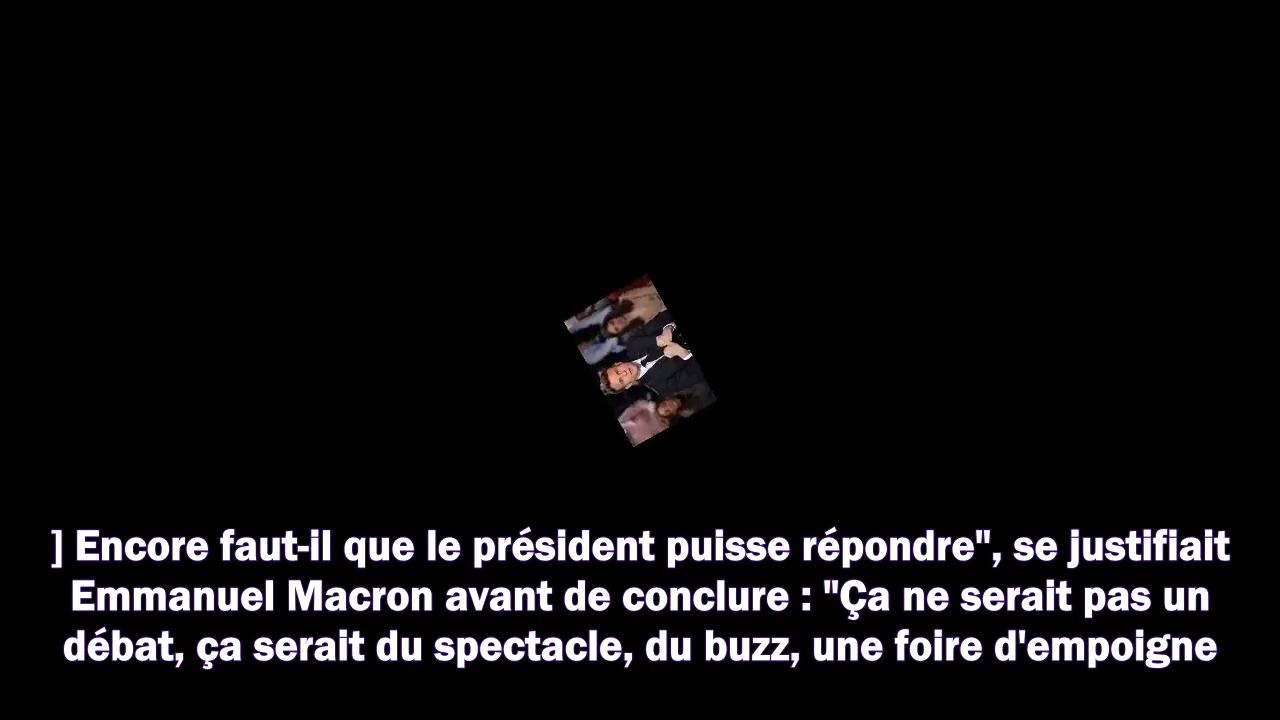 ] Encore faut-il que le président puisse répondre", se justifiait
Emmanuel Macron avant de conclure : "Ça ne serait pas un
débat, ça serait du spectacle, du buzz, une foire d'empoigne